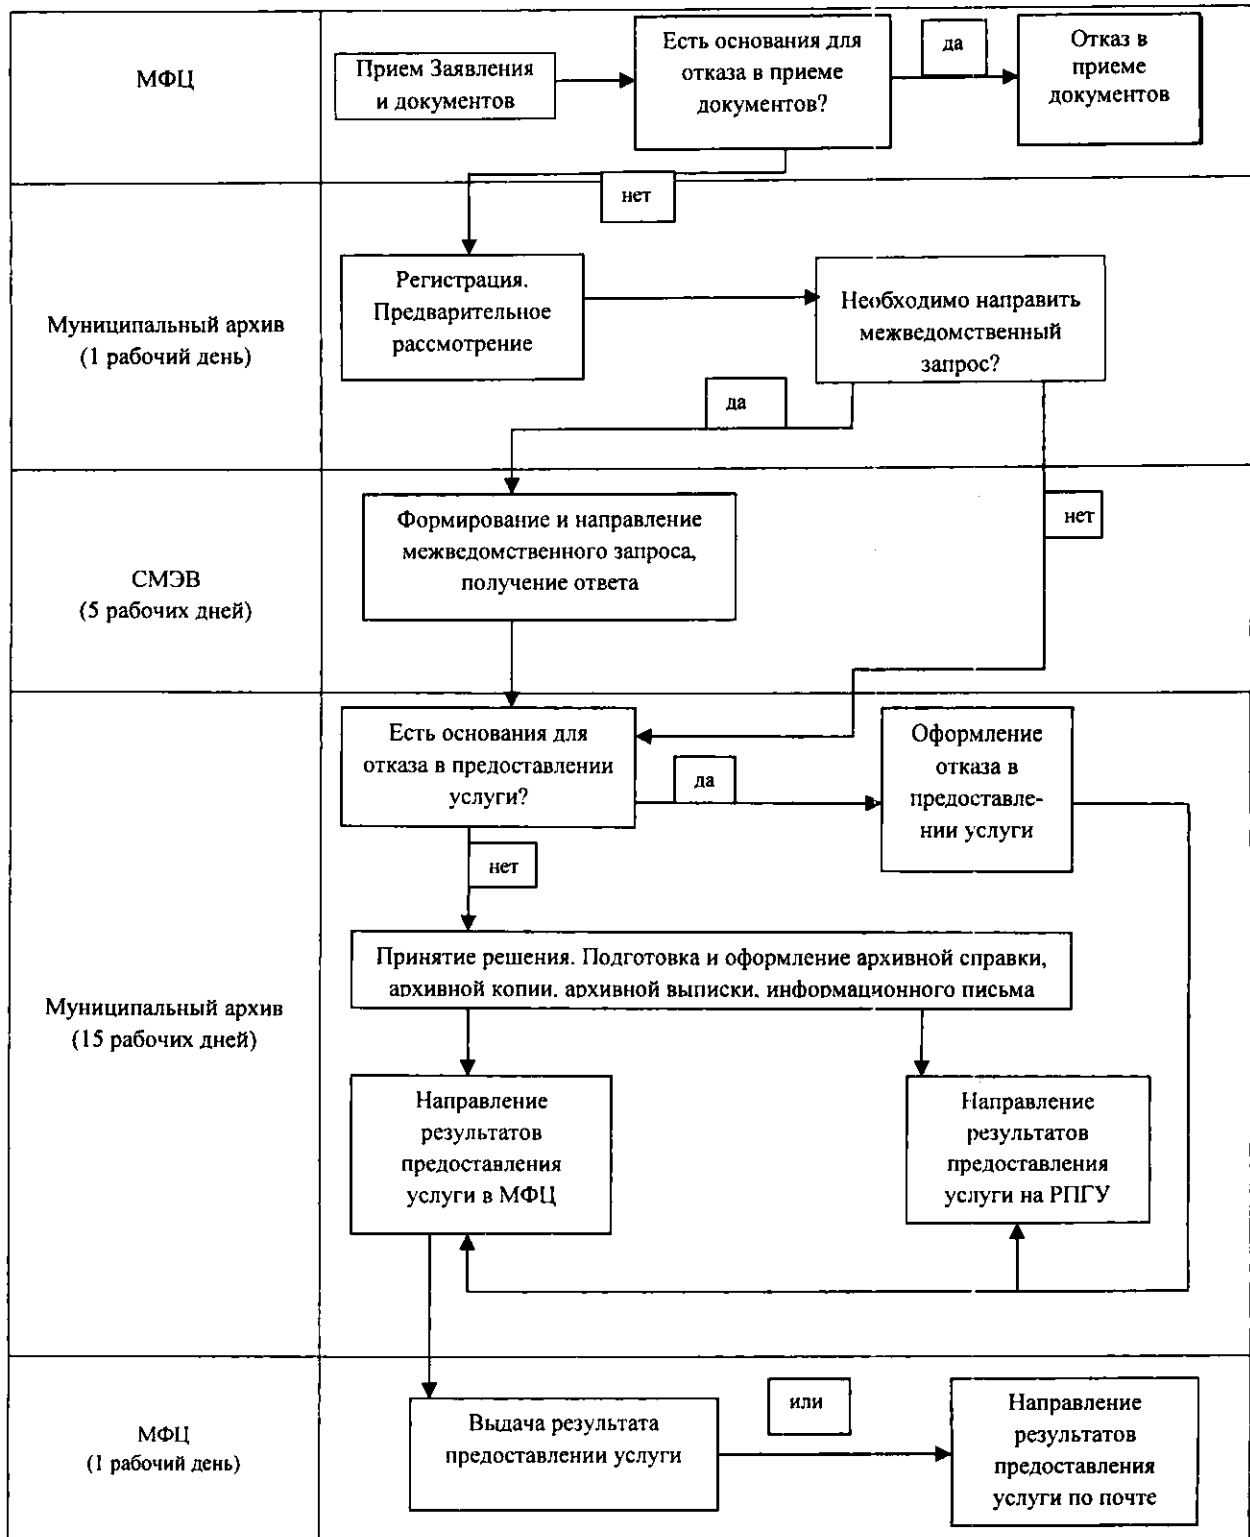 МФЦ
Прием Заявления
и документов
Есть основания для
отказа в приеме
документов?
да
Отказ в
приеме
документов
нет
Муниципальный архив
(1 рабочий день)
Регистрация.
Предварительное
рассмотрение
Необходимо направить
межведомственный
запрос?
да
нет
СМЭВ
(5 рабочих дней)
Формирование и направление
межведомственного запроса,
получение ответа
Муниципальный архив
(15 рабочих дней)
Есть основания для
отказа в предоставлении
услуги?
да
Оформление
отказа в
предоставле-
нии услуги
нет
Принятие решения. Подготовка и оформление архивной справки,
архивной копии, архивной выписки, информационного письма
Направление
результатов
предоставления
услуги в МФЦ
Направление
результатов
предоставления
услуги на РПГУ
МФЦ
(1 рабочий день)
Выдача результата
предоставлении услуги
или
Направление
результатов
предоставления
услуги по почте